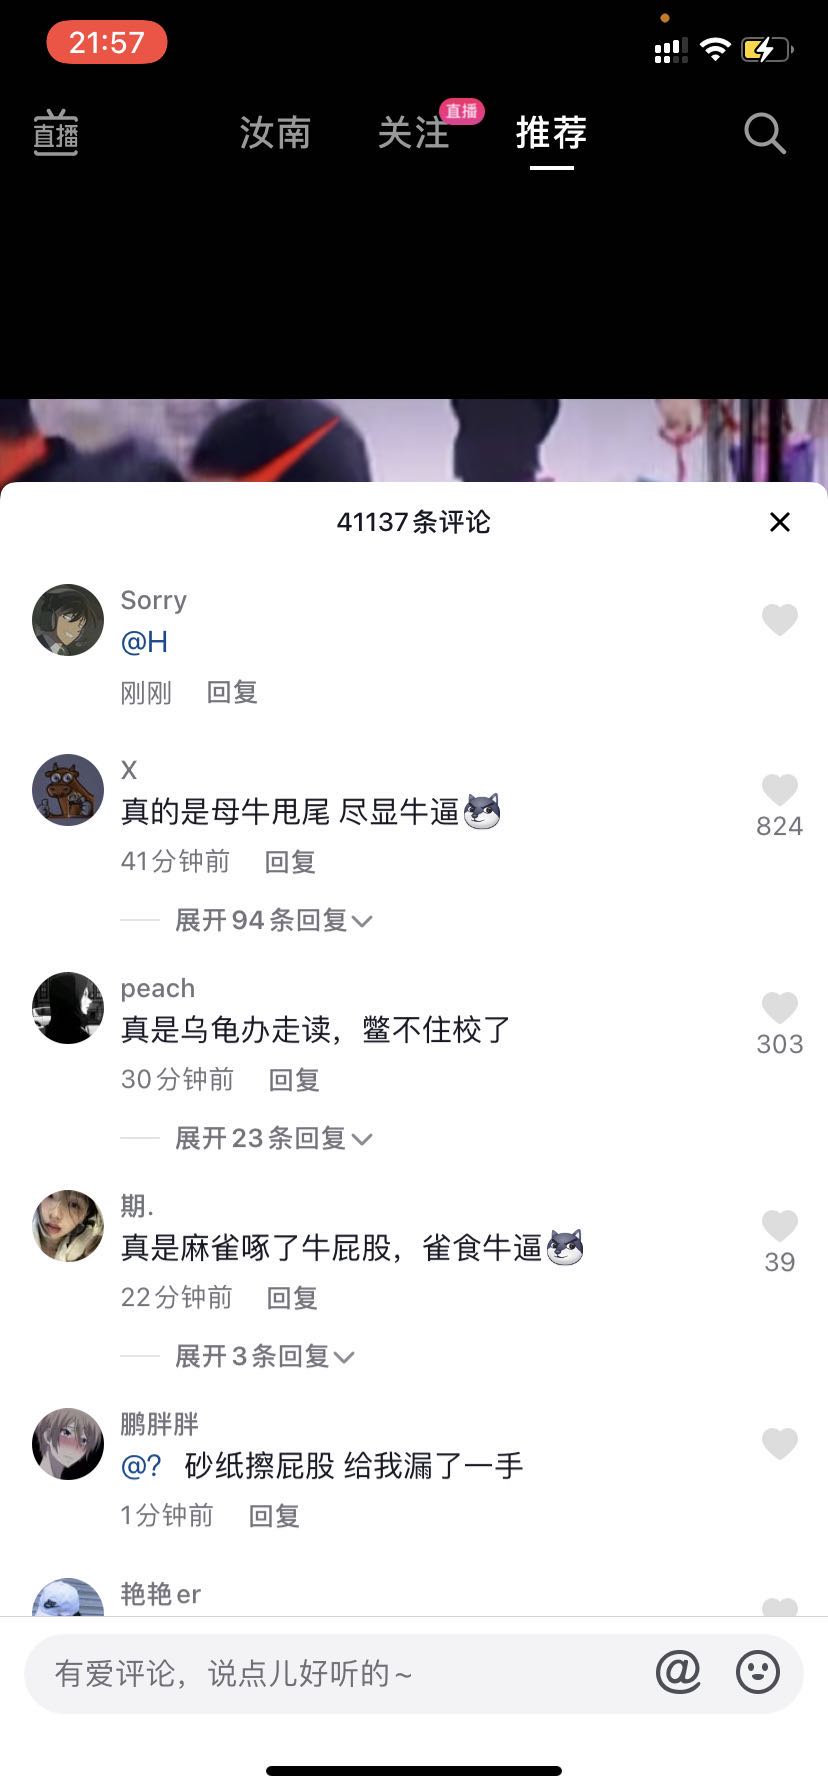 21:57
直播
汝南
关注
直播
推荐
41137条评论
Sorry
@H
刚刚 回复
X
真的是母牛甩尾 尽显牛逼
824
41分钟前 回复
展开94条回复
peach
真是乌龟办走读，鳖不住校了
303
30分钟前 回复
展开23条回复
期.
真是麻雀啄了牛屁股，雀食牛逼
39
22分钟前 回复
展开3条回复
鹏胖胖
@? 砂纸擦屁股 给我漏了一手
1分钟前 回复
艳艳er
有爱评论，说点儿好听的~